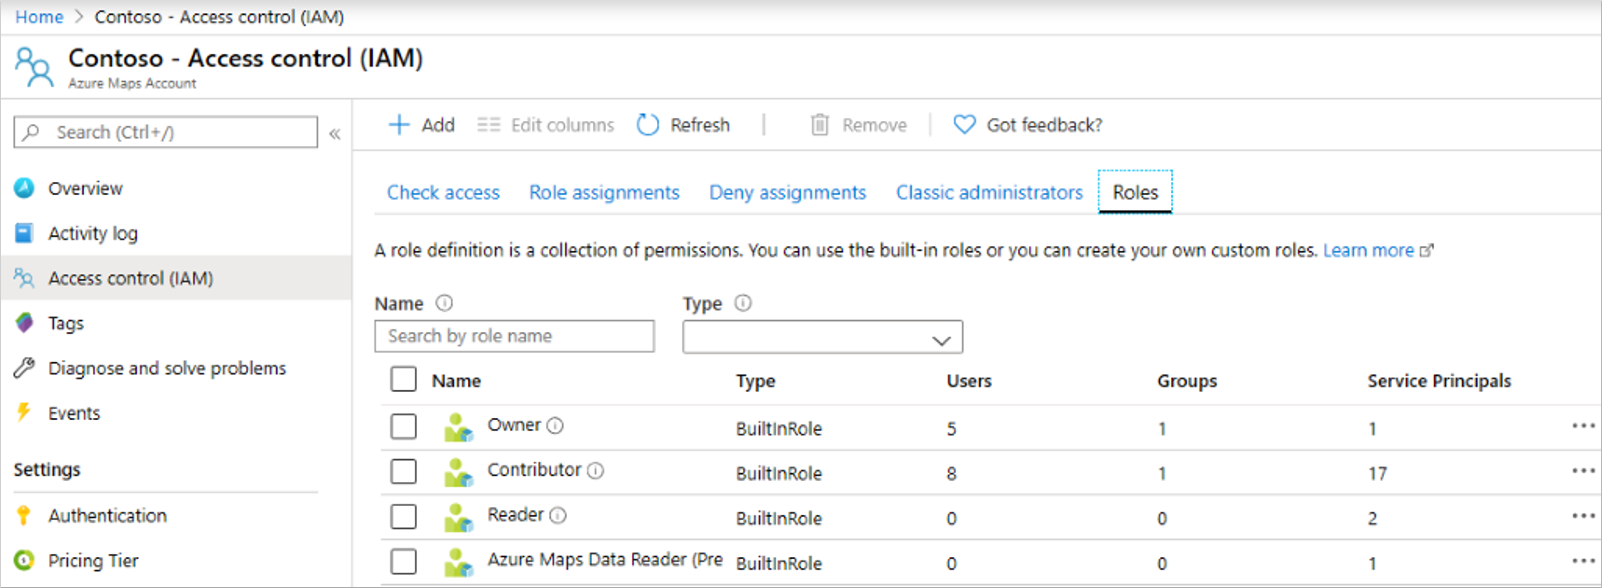 Home > Contoso - Access control (IAM)
Contoso - Access control (IAM)
Azure Maps Account
Search (Ctrl+/) «
Overview
Activity log
Access control (IAM)
Tags
Diagnose and solve problems
Events
Settings
Authentication
Pricing Tier
+ Add Edit columns Refresh | Remove | Got feedback?
Check access Role assignments Deny assignments Classic administrators Roles
A role definition is a collection of permissions. You can use the built-in roles or you can create your own custom roles. Learn more
Name Type
Search by role name
Name Type Users Groups Service Principals
Owner BuiltInRole 5 1 1 ...
Contributor BuiltInRole 8 1 17 ...
Reader BuiltInRole 0 0 2 ...
Azure Maps Data Reader (Pre BuiltInRole 0 0 1 ...